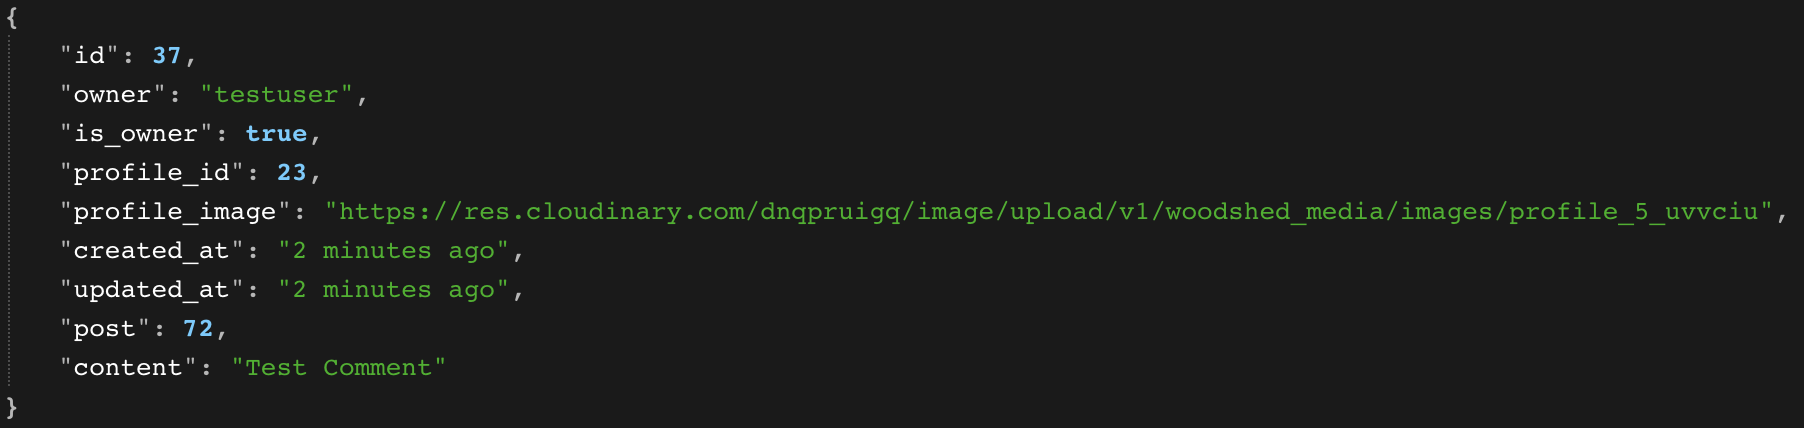 {
"id": 37,
"owner": "testuser",
"is_owner": true,
"profile_id": 23,
"profile_image": "https://res.cloudinary.com/dnqpruigq/image/upload/v1/woodshed_media/images/profile_5_uvvciu",
"created_at": "2 minutes ago",
"updated_at": "2 minutes ago",
"post": 72,
"content": "Test Comment"
}